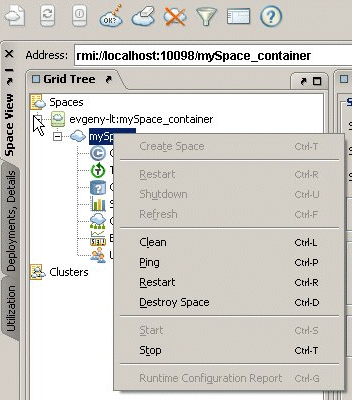 OK?
Address: rmi://localhost:10098/mySpace_container
Space View
Deployments, Details
Utilization
Grid Tree
Spaces
evgeny-lt:mySpace_container
Create Space Ctrl-T
Restart Ctrl-R
Shutdown Ctrl-U
Refresh Ctrl-F
Clean Ctrl-L
Ping Ctrl-P
Restart Ctrl-R
Destroy Space Ctrl-D
Clusters
Start Ctrl-S
Stop Ctrl-T
Runtime Configuration Report Ctrl-G